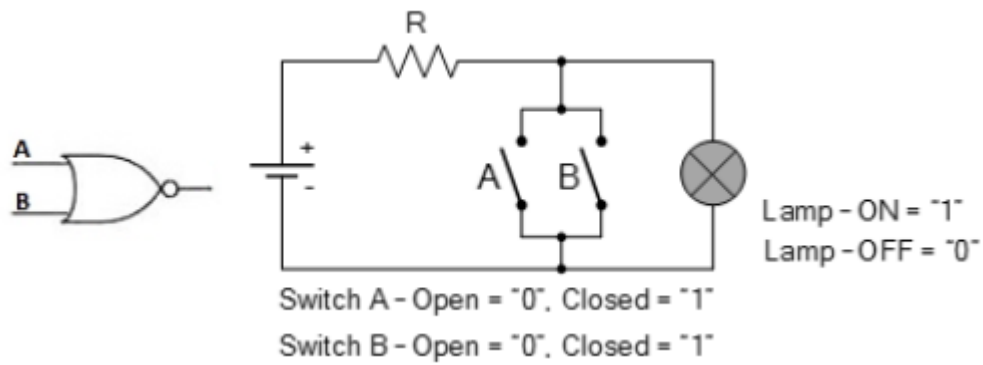 R
A
B
+
-
A
B
Lamp - ON = "1"
Lamp - OFF = "0"
Switch A - Open = "0", Closed = "1"
Switch B - Open = "0", Closed = "1"